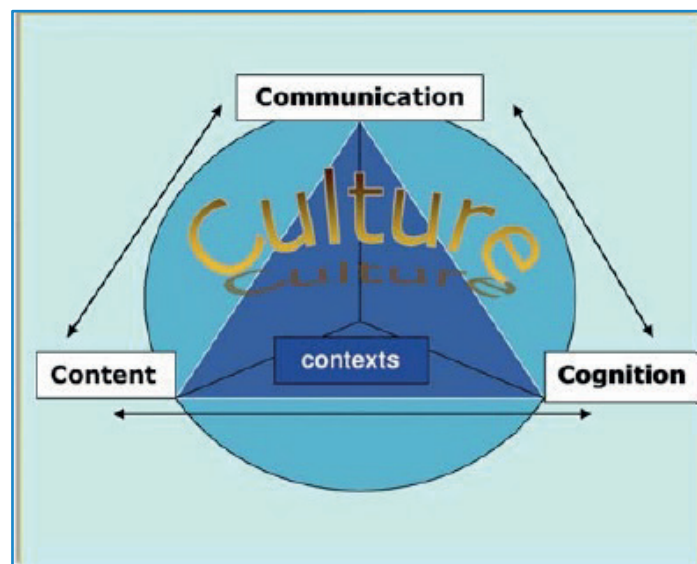 Communication
Culture
Culture
contexts
Content
Cognition